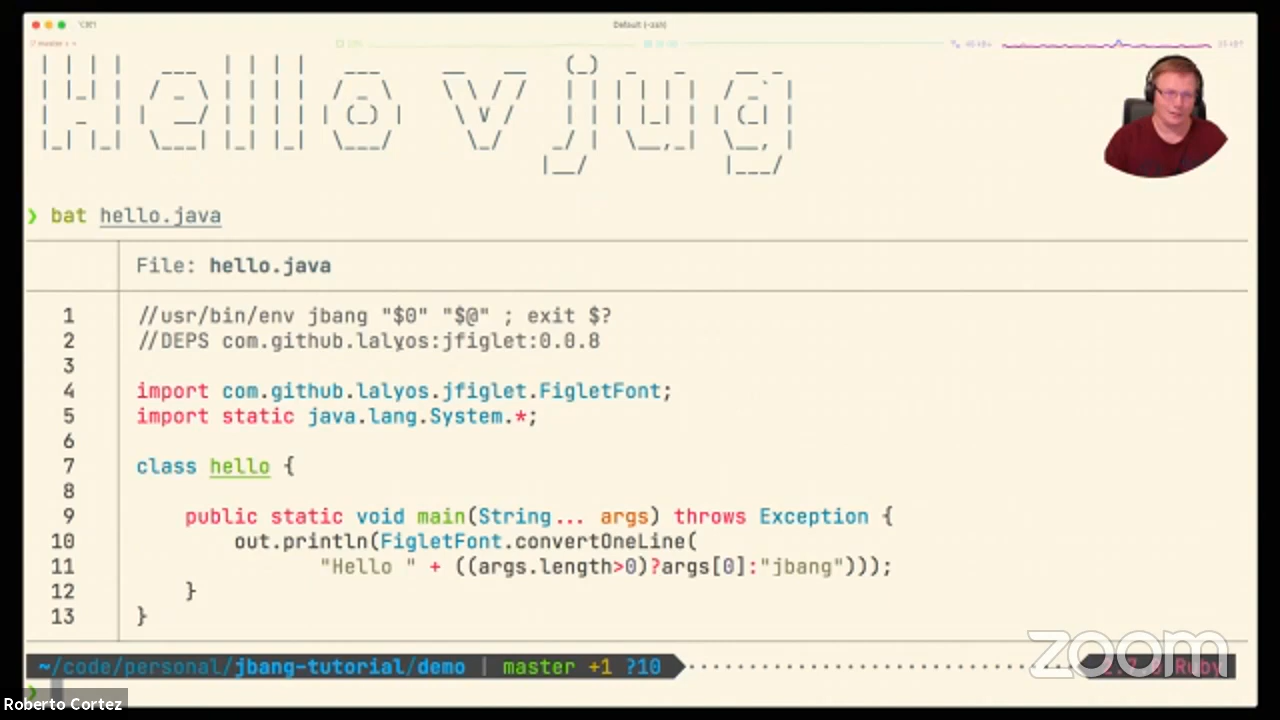 Default (-zsh)
master
Hello vjug
❯ bat hello.java
File: hello.java
1 //usr/bin/env jbang "$0" "$@" ; exit $?
2 //DEPS com.github.lalyos:jfiglet:0.0.8
3
4 import com.github.lalyos.jfiglet.FigletFont;
5 import static java.lang.System.*;
6
7 class hello {
8
9 public static void main(String... args) throws Exception {
10 out.println(FigletFont.convertOneLine(
11 "Hello " + ((args.length>0)?args[0]:"jbang")));
12 }
13 }
~/code/personal/jbang-tutorial/demo | master +1 ?10
Ruby
zoom
❯
Roberto Cortez